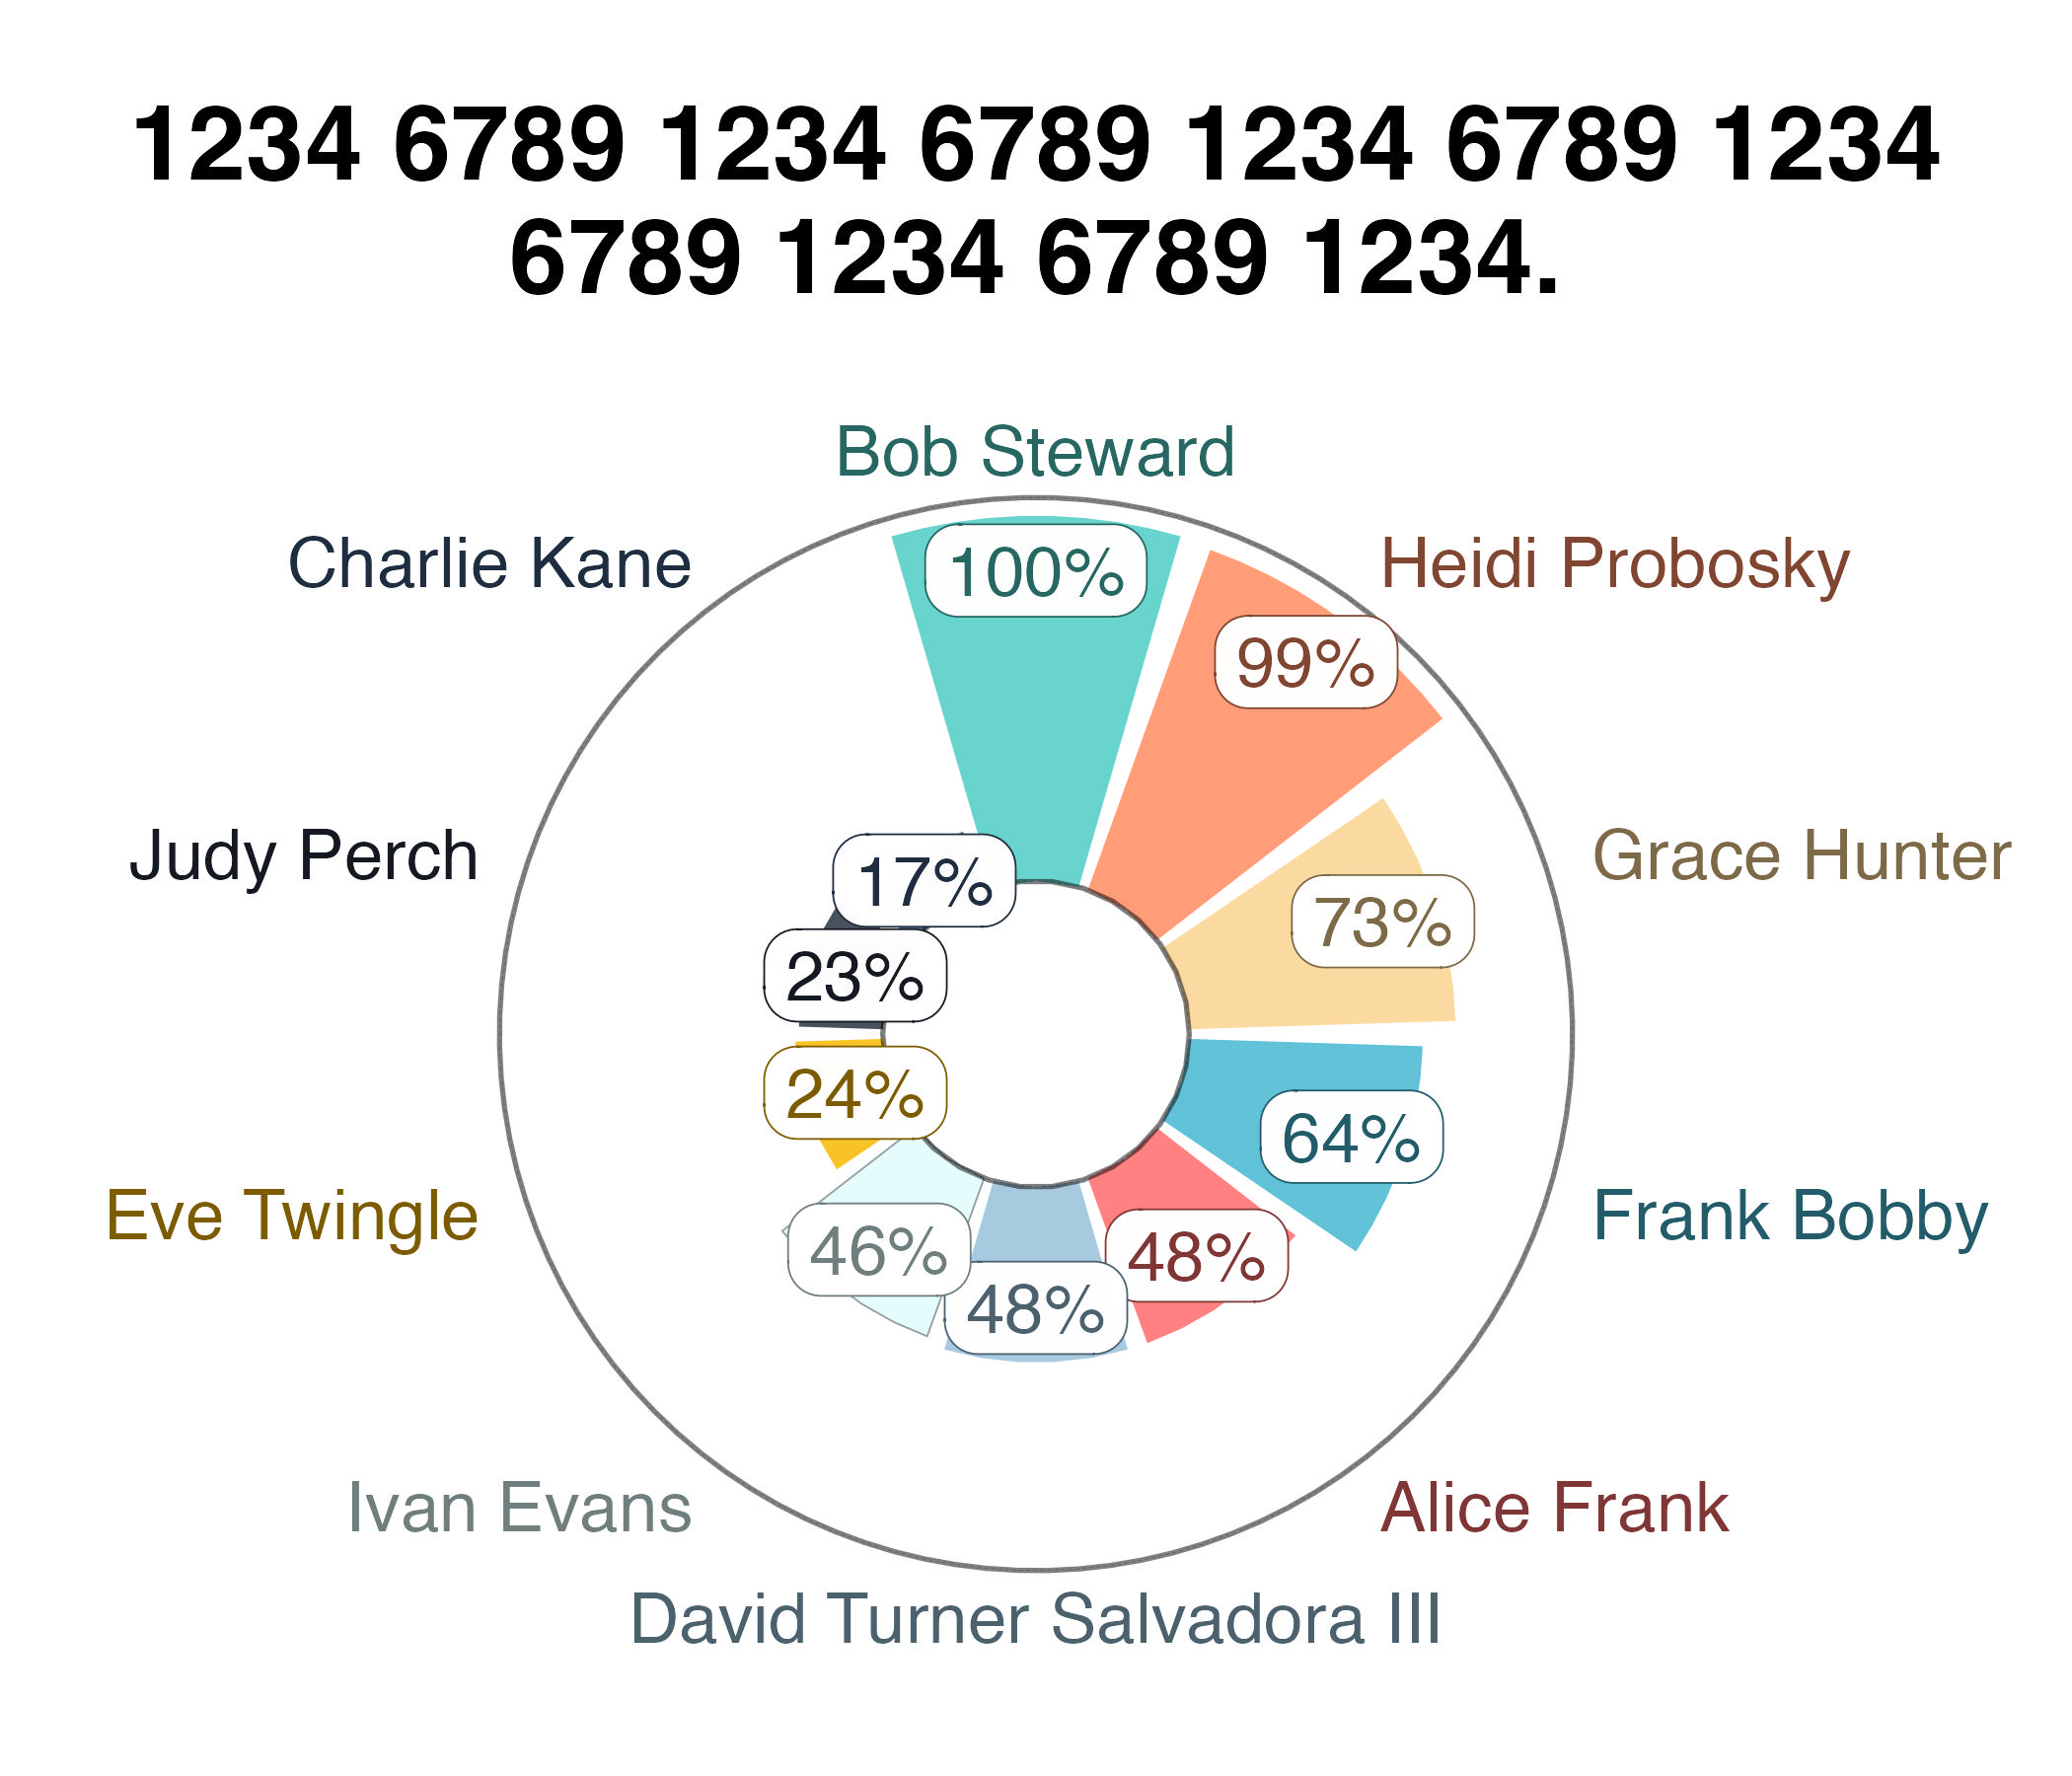 1234 6789 1234 6789 1234 6789 1234
6789 1234 6789 1234.
Bob Steward
Charlie Kane
Heidi Probosky
100%
99%
Judy Perch
Grace Hunter
17%
73%
23%
24%
64%
Eve Twingle
Frank Bobby
46%
48%
48%
Ivan Evans
Alice Frank
David Turner Salvadora III